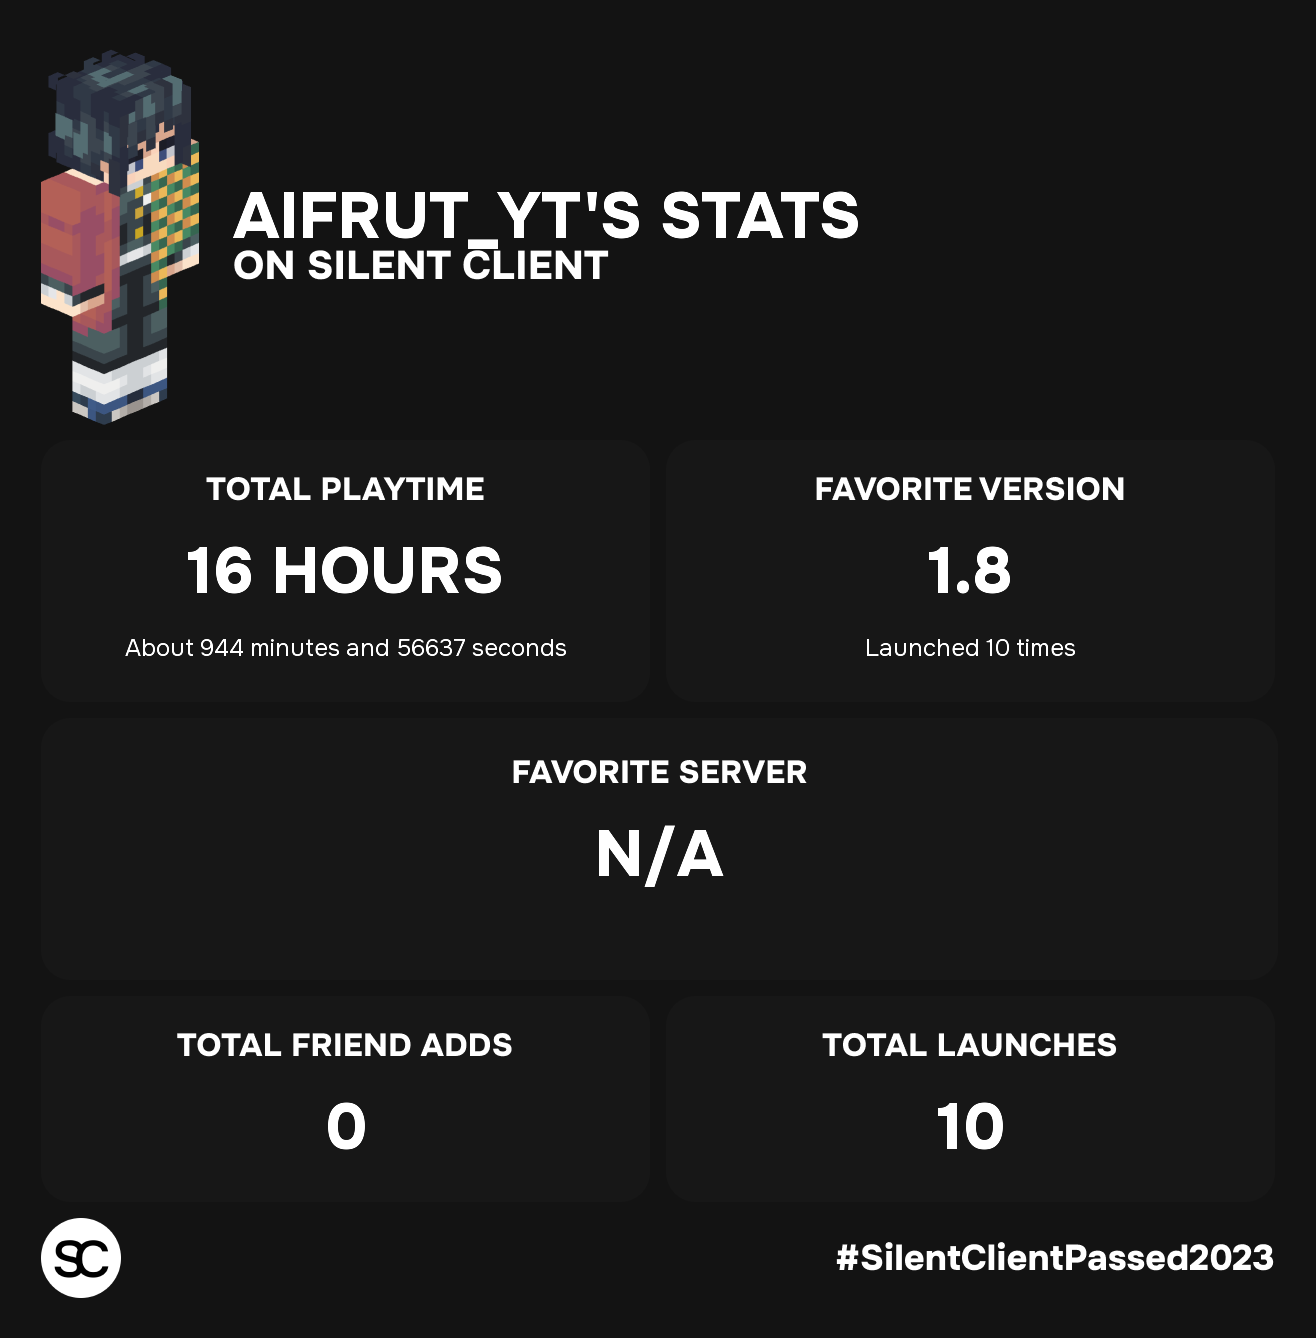 AIFRUT_YT'S STATS
ON SILENT CLIENT
TOTAL PLAYTIME
16 HOURS
About 944 minutes and 56637 seconds
FAVORITE VERSION
1.8
Launched 10 times
FAVORITE SERVER
N/A
TOTAL FRIEND ADDS
0
TOTAL LAUNCHES
10
SC
#SilentClientPassed2023